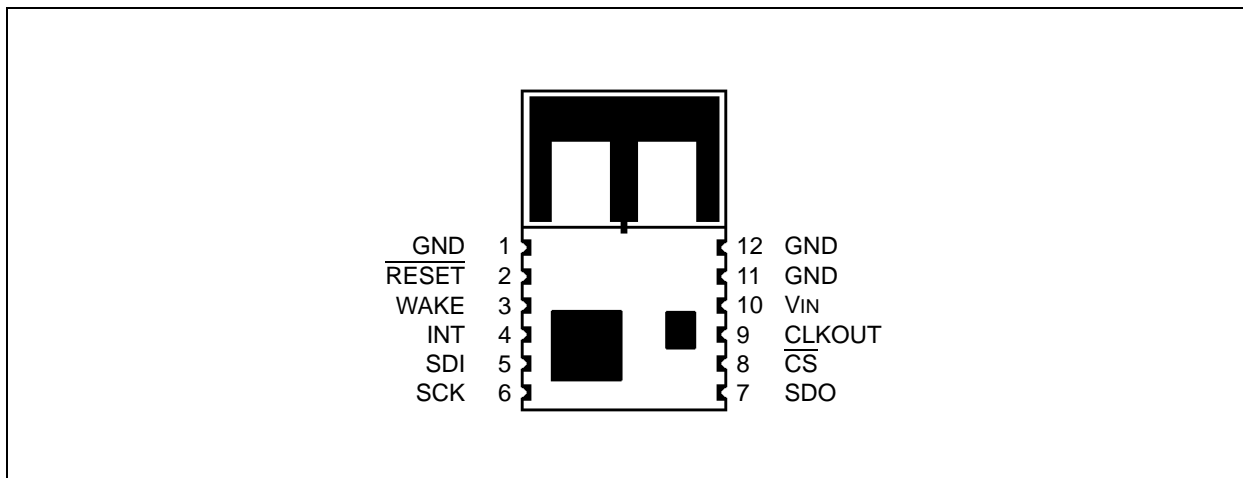 GND 1 12 GND
RESET 2 11 GND
WAKE 3 10 VIN
INT 4 9 CLKOUT
SDI 5 8 CS
SCK 6 7 SDO